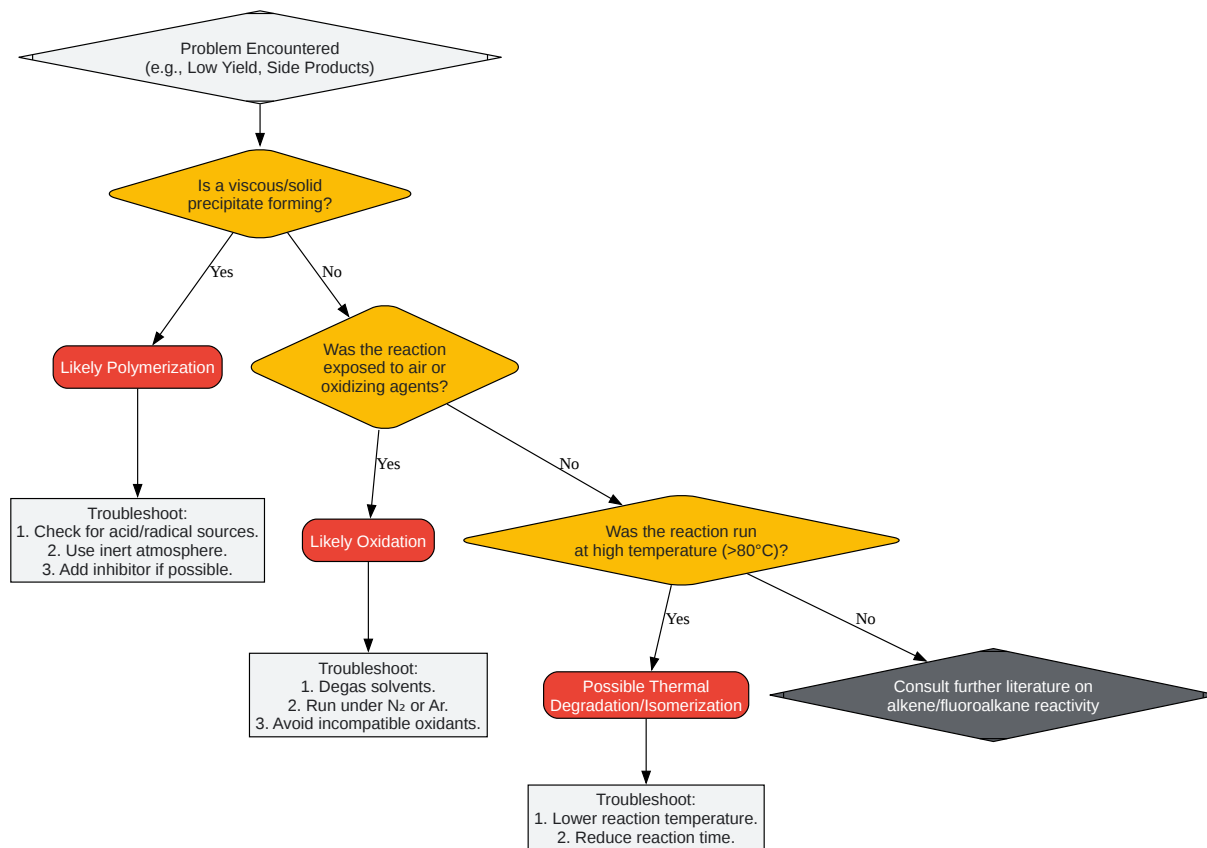 Problem Encountered
(e.g., Low Yield, Side Products)
Is a viscous/solid
precipitate forming?
Yes
No
Likely Polymerization
Was the reaction
exposed to air or
oxidizing agents?
Yes
No
Troubleshoot:
1. Check for acid/radical sources.
2. Use inert atmosphere.
3. Add inhibitor if possible.
Likely Oxidation
Was the reaction run
at high temperature (>80°C)?
Yes
No
Troubleshoot:
1. Degas solvents.
2. Run under N₂ or Ar.
3. Avoid incompatible oxidants.
Possible Thermal
Degradation/Isomerization
Consult further literature on
alkene/fluoroalkane reactivity
Troubleshoot:
1. Lower reaction temperature.
2. Reduce reaction time.